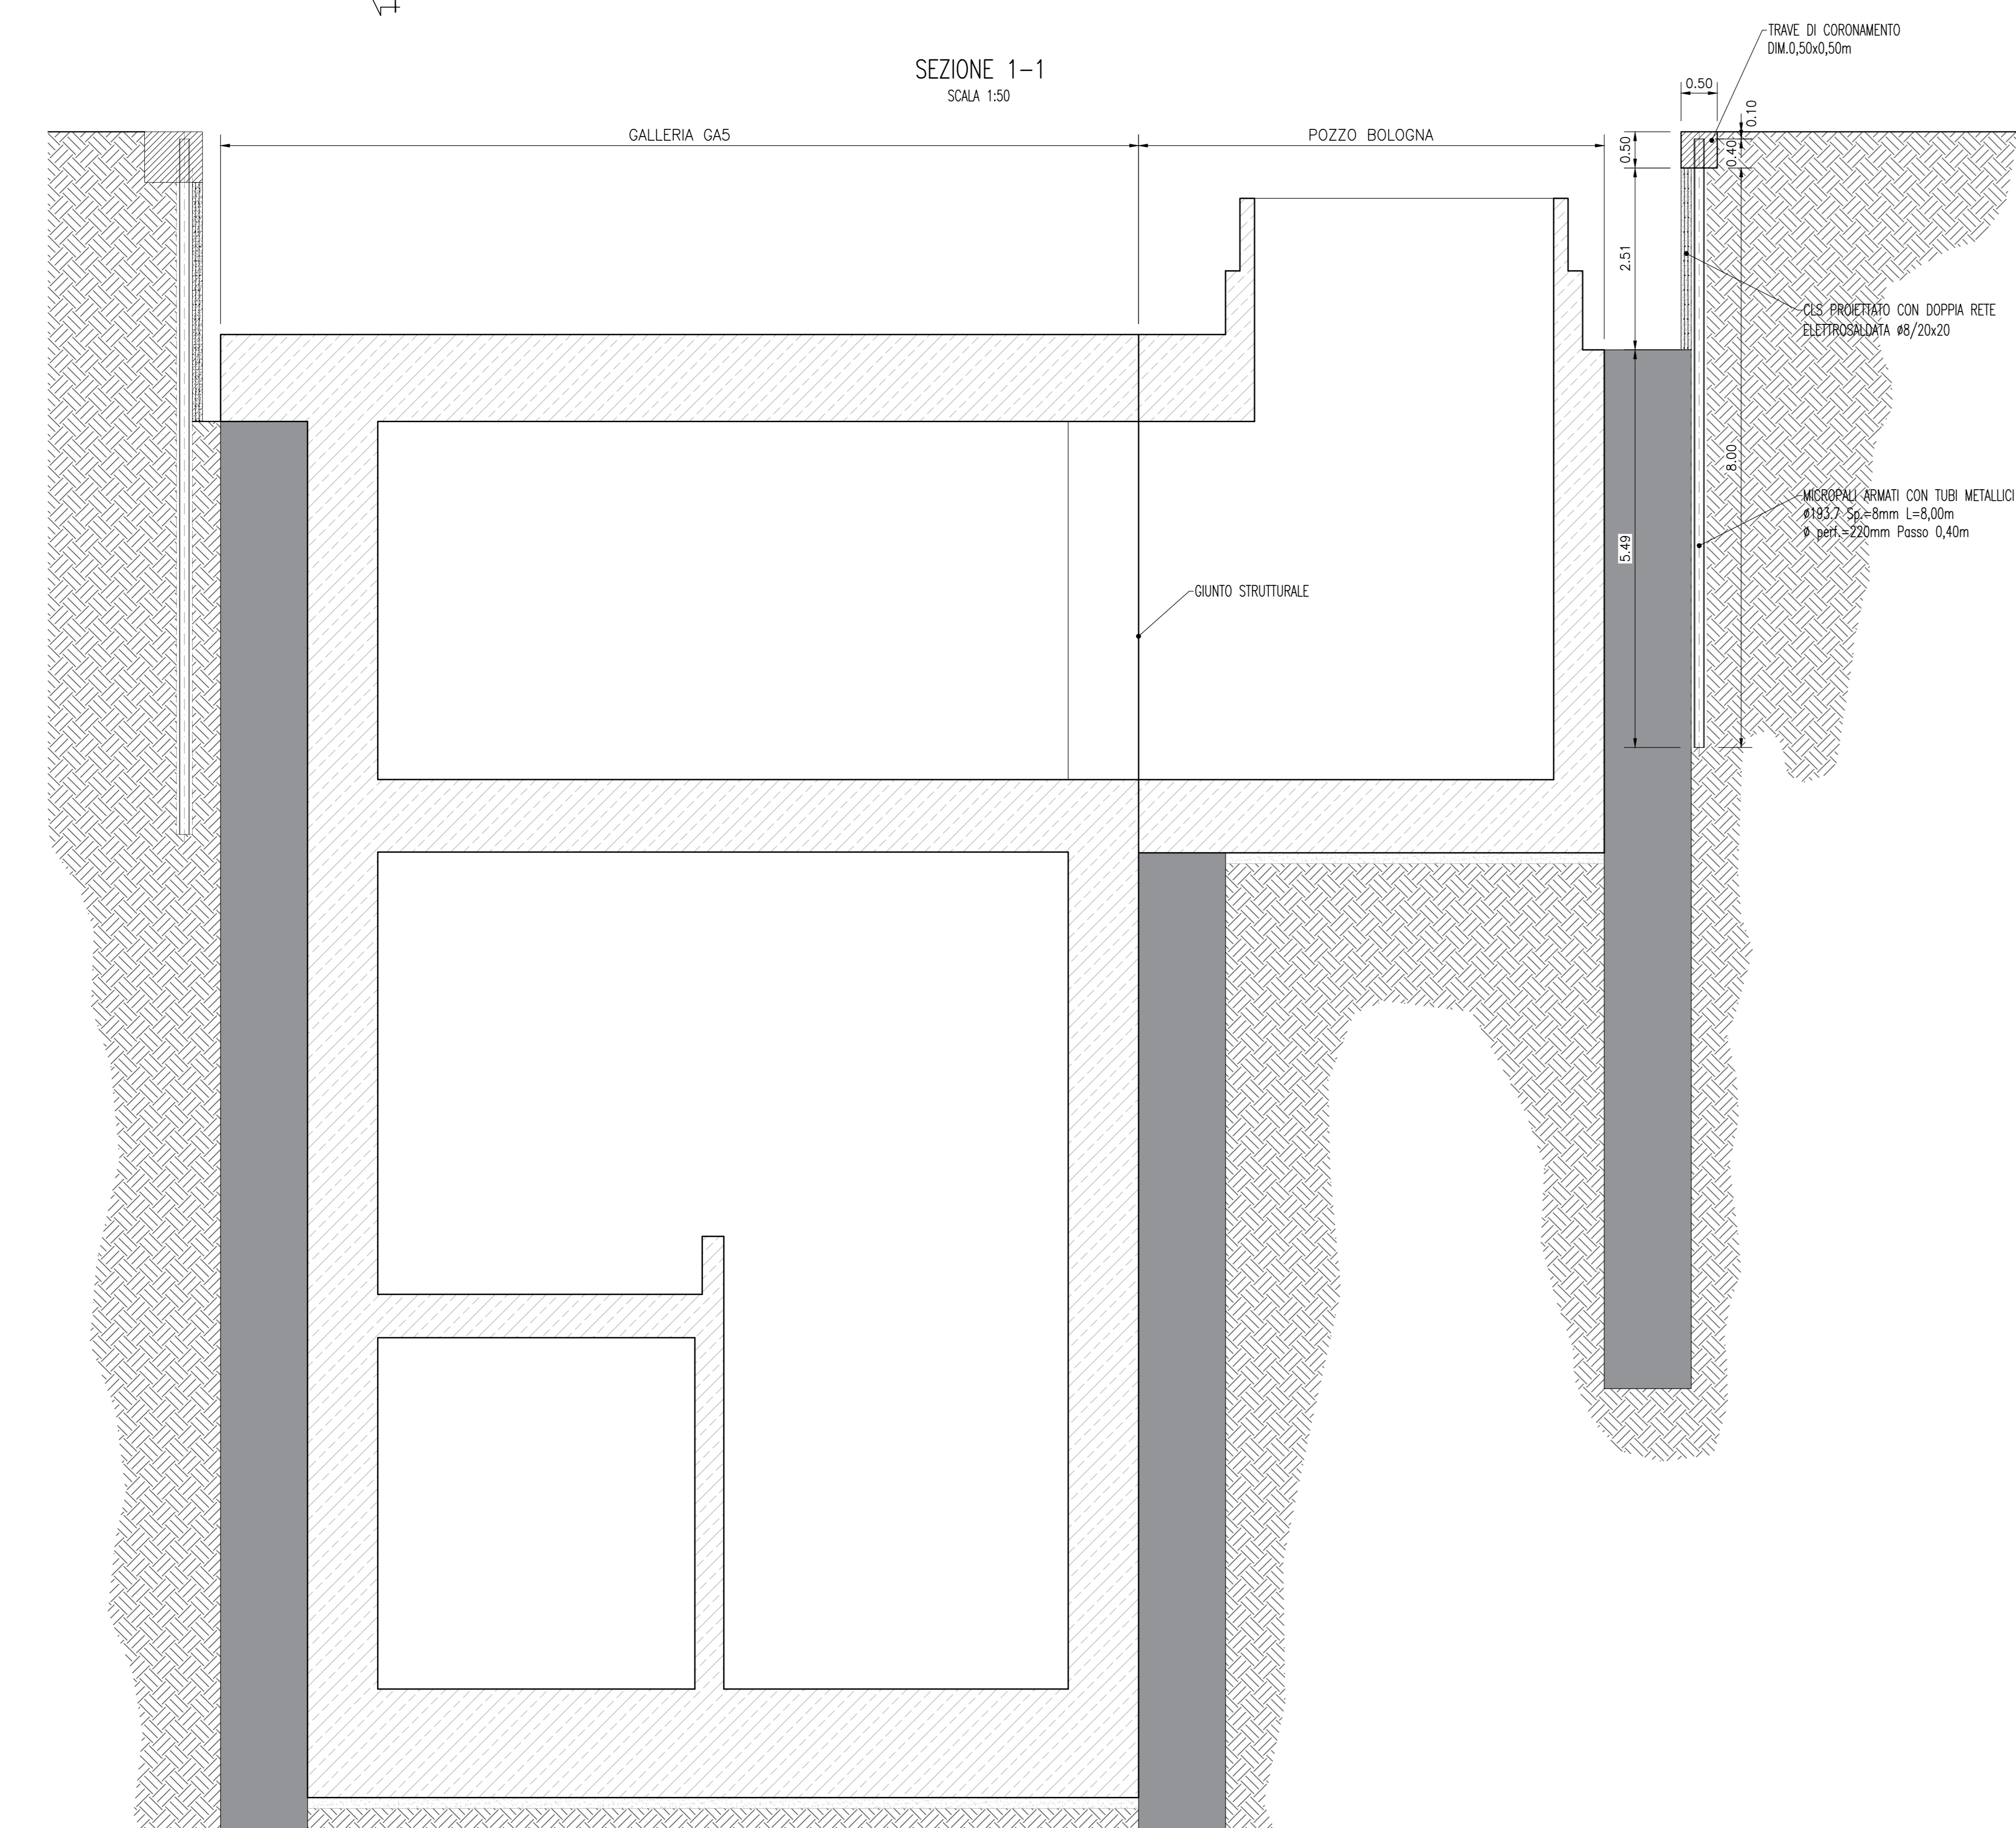 SEZIONE 1-1
SCALA 1:50
TRAVE DI CORONAMENTO
DIM.0,50x0,50m
0.50
0.10
GALLERIA GA5
POZZO BOLOGNA
0.50
0.40
2.51
CLS PROIETTATO CON DOPPIA RETE
ELETTROSALDATA ø8/20x20
8.00
MICROPALI ARMATI CON TUBI METALLICI
ø193.7 Sp.=8mm L=8,00m
ø perf.=220mm Passo 0,40m
5.49
GIUNTO STRUTTURALE